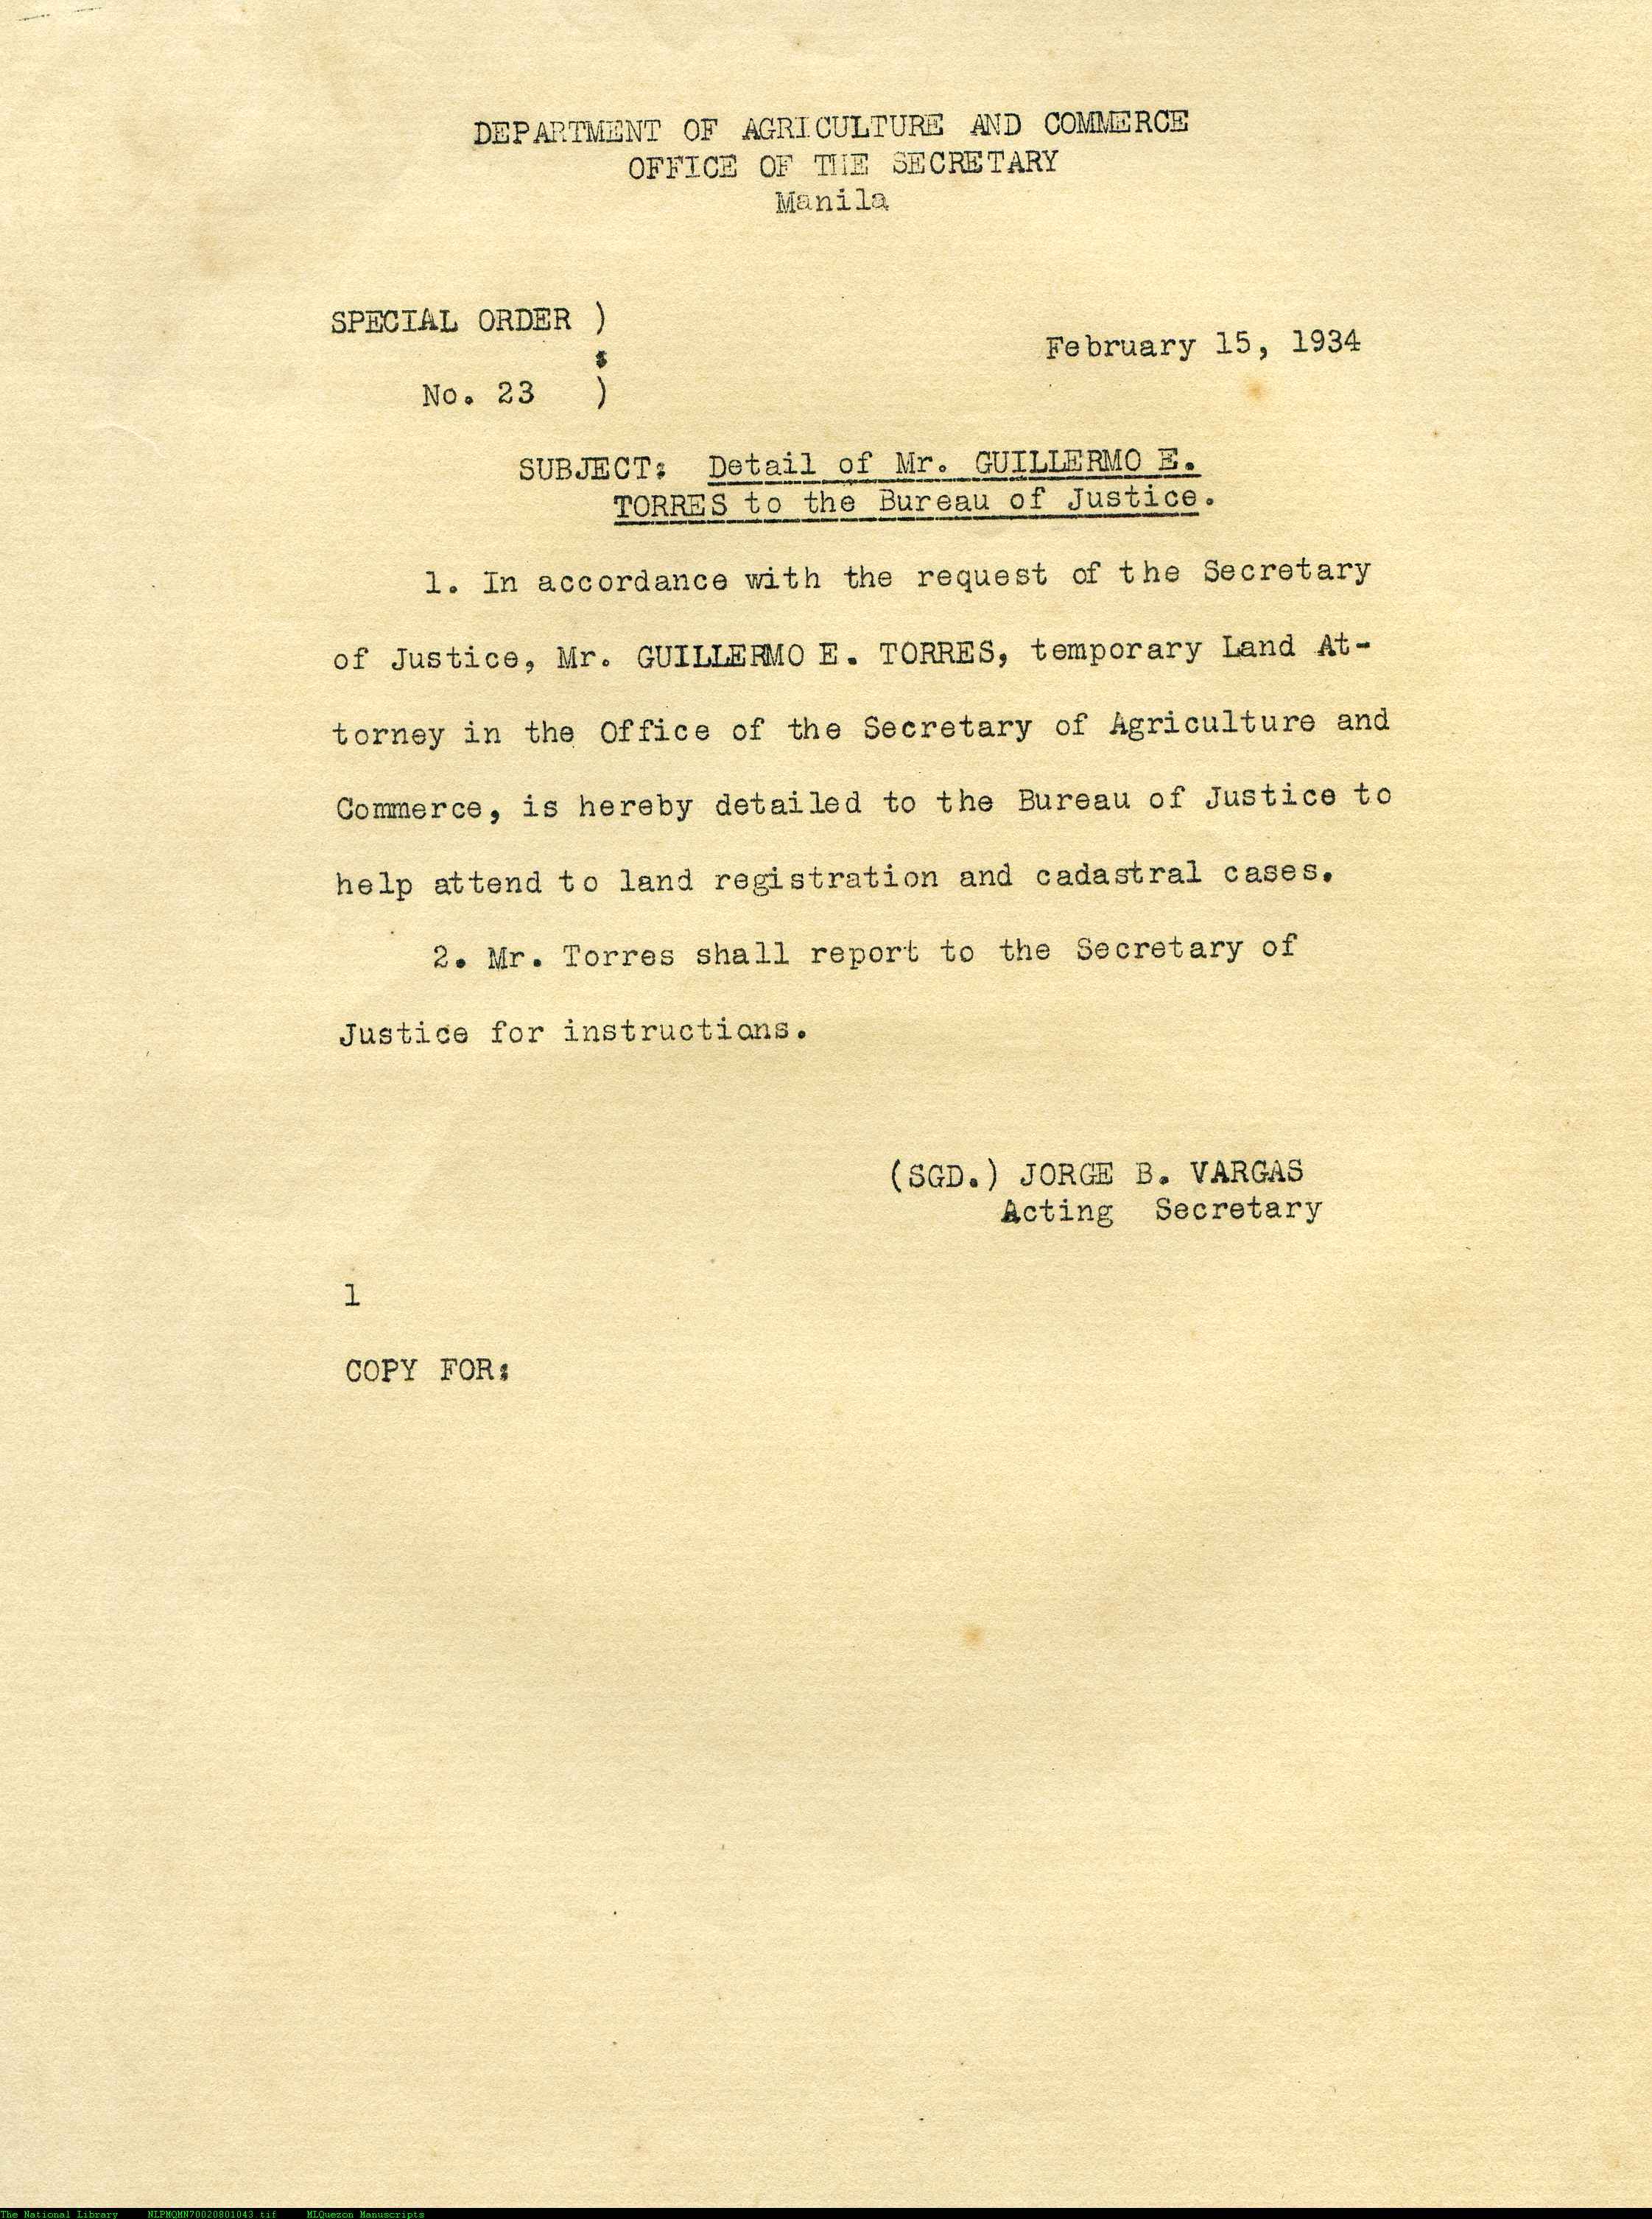 DEPARTMENT OF AGRICULTURE AND COMMERCE
OFFICE OF THE SECRETARY
Manila
SPECIAL ORDER )
:
February 15, 1934
No. 23 )
SUBJECT: Detail of Mr. GUILLERMO E.
TORRES to the Bureau of Justice.
1. In accordance with the request of the Secretary
of Justice, Mr. GUILLERMO E. TORRES, temporary Land At-
torney in the Office of the Secretary of Agriculture and
Commerce, is hereby detailed to the Bureau of Justice to
help attend to land registration and cadastral cases.
2. Mr. Torres shall report to the Secretary of
Justice for instructions.
(SGD.) JORGE B. VARGAS
Acting Secretary
l
COPY FOR:
The National Library NLPMQMN70020801043.tif MLQuezon Manuscripts